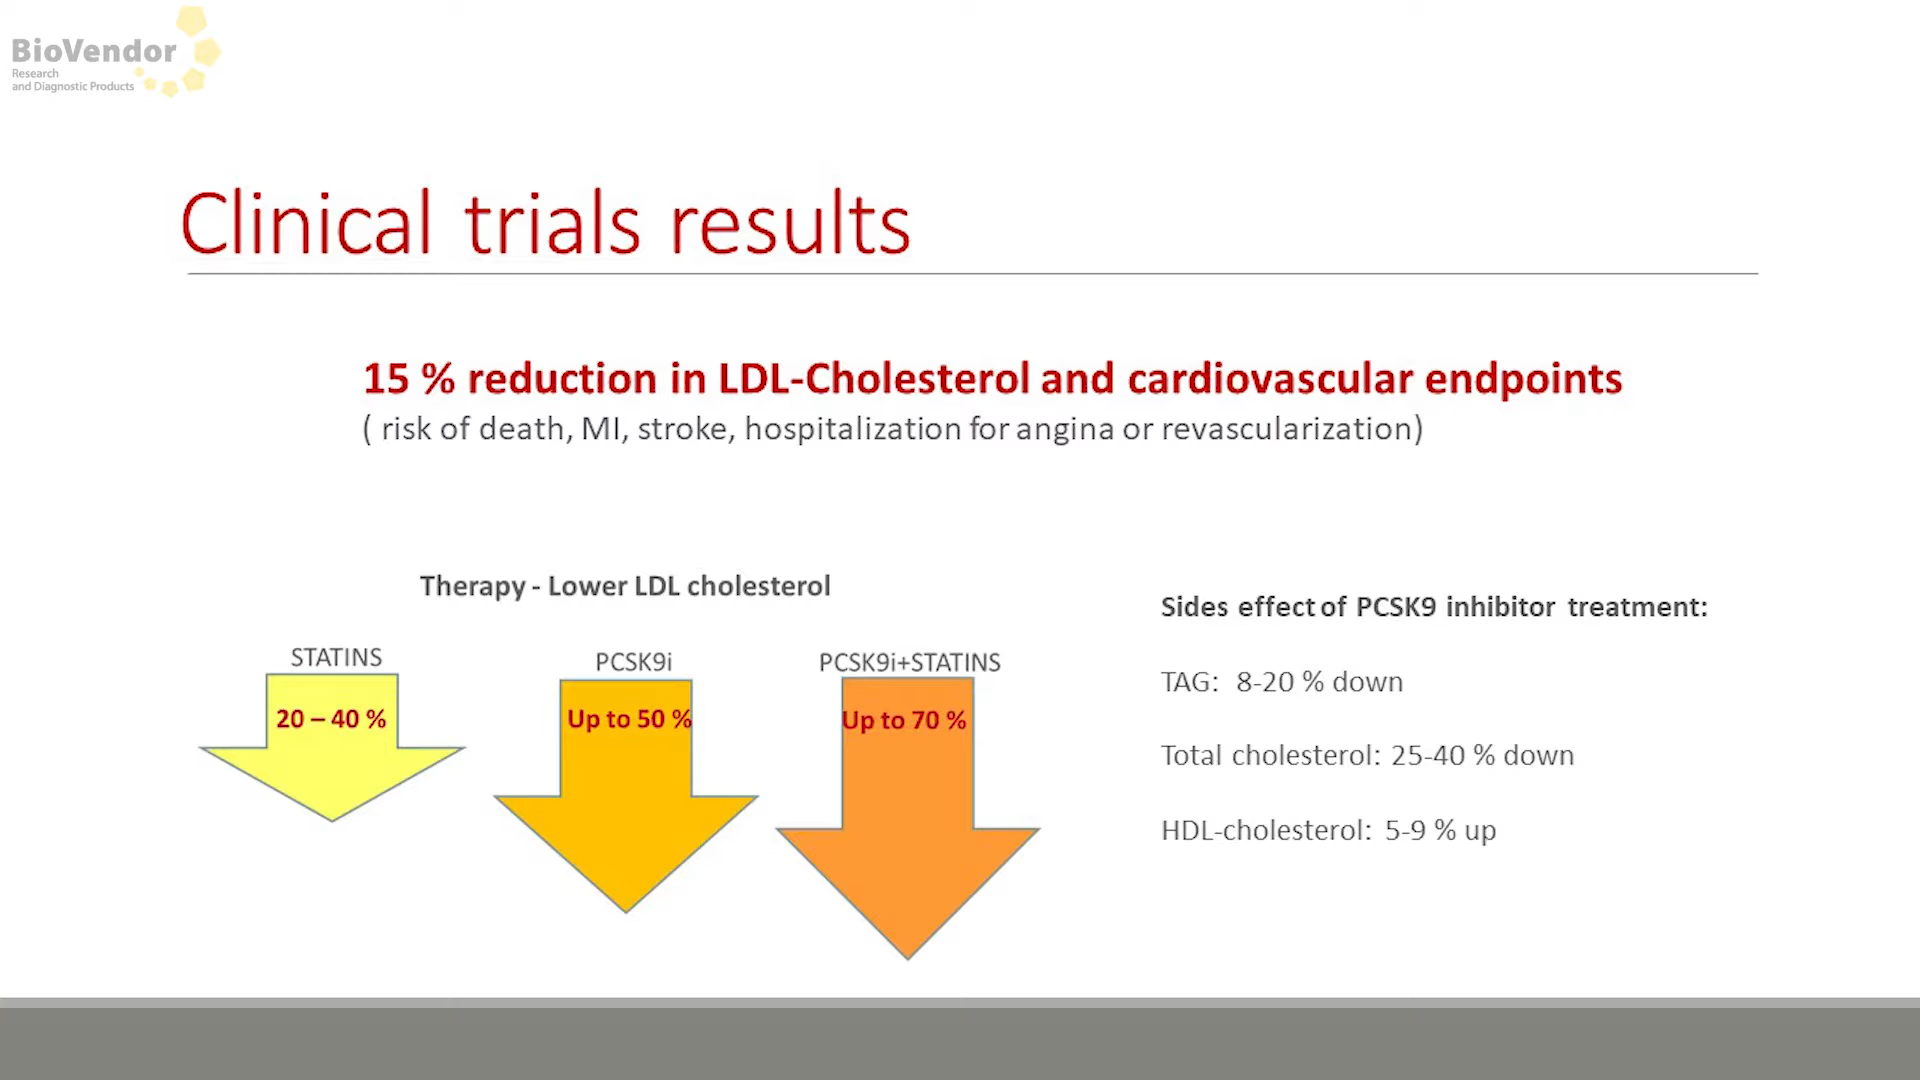 BioVendor
Research
and Diagnostic Products
Clinical trials results
15 % reduction in LDL-Cholesterol and cardiovascular endpoints
( risk of death, MI, stroke, hospitalization for angina or revascularization)
Therapy - Lower LDL cholesterol
STATINS
20 – 40 %
PCSK9i
Up to 50 %
PCSK9i+STATINS
Up to 70 %
Sides effect of PCSK9 inhibitor treatment:
TAG: 8-20 % down
Total cholesterol: 25-40 % down
HDL-cholesterol: 5-9 % up